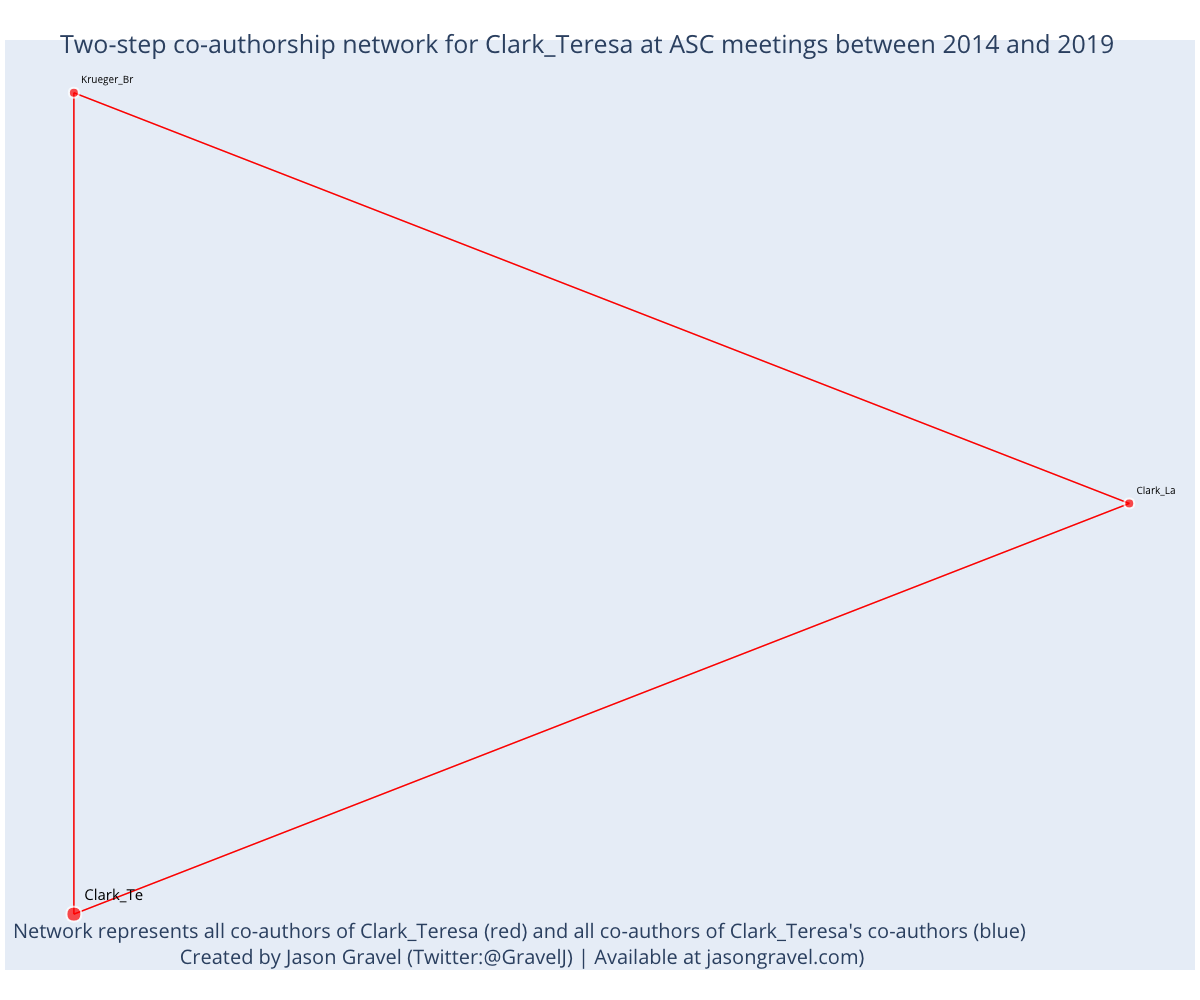 Two-step co-authorship network for Clark_Teresa at ASC meetings between 2014 and 2019
Krueger_Br
Clark_La
Clark_Te
Network represents all co-authors of Clark_Teresa (red) and all co-authors of Clark_Teresa's co-authors (blue)
Created by Jason Gravel (Twitter:@GravelJ) | Available at jasongravel.com)